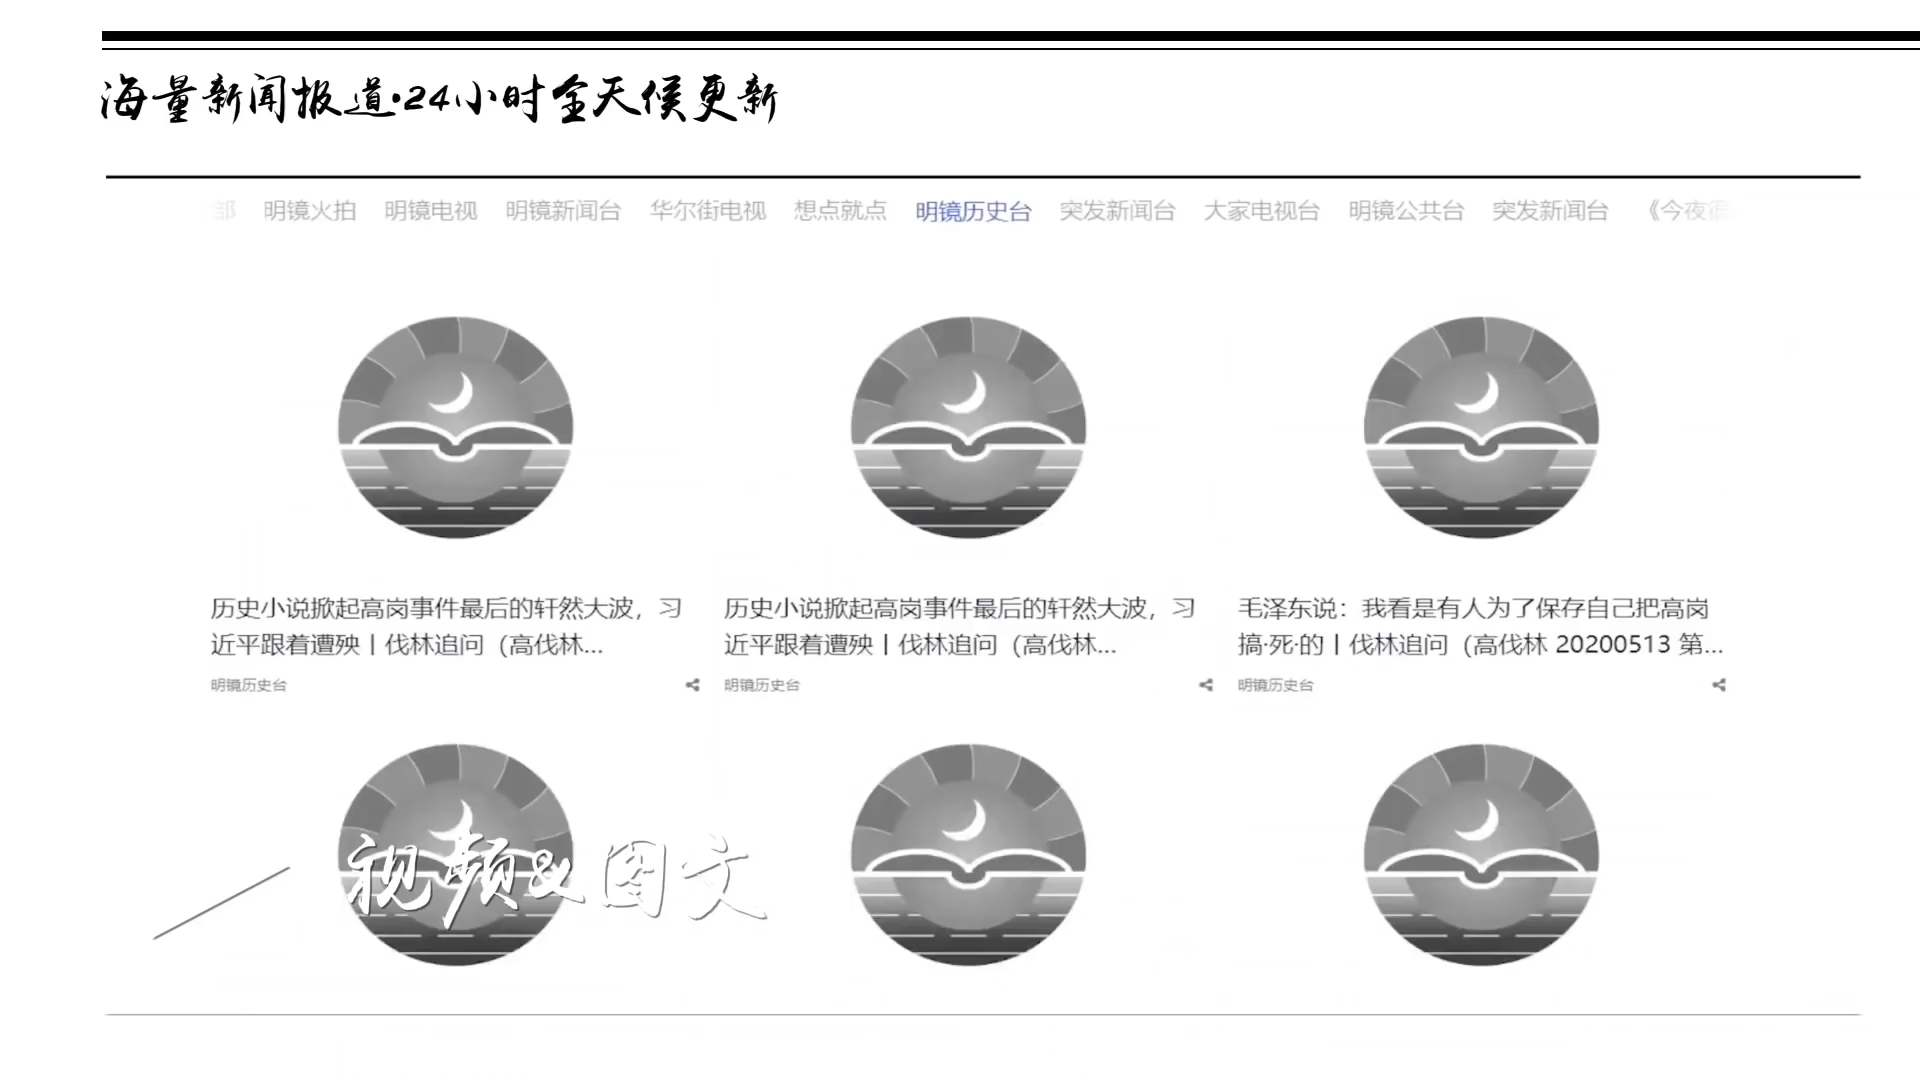 海量新闻报道·24小时全天候更新
部 明镜火拍 明镜电视 明镜新闻台 华尔街电视 想点就点 明镜历史台 突发新闻台 大家电视台 明镜公共台 突发新闻台 《今夜很
历史小说掀起高岗事件最后的轩然大波，习
近平跟着遭殃丨伐林追问（高伐林...
明镜历史台
历史小说掀起高岗事件最后的轩然大波，习
近平跟着遭殃丨伐林追问（高伐林...
明镜历史台
毛泽东说：我看是有人为了保存自己把高岗
搞·死·的丨伐林追问（高伐林 20200513 第...
明镜历史台
视频&图文